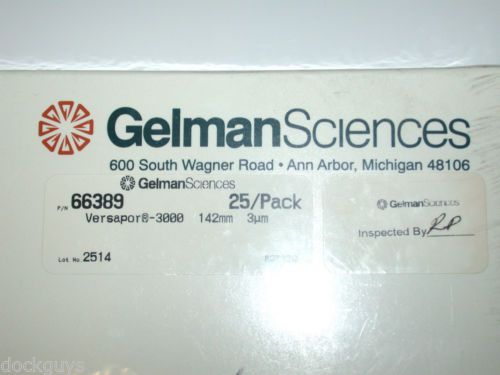 GelmanSciences
600 South Wagner Road • Ann Arbor, Michigan 48106
GelmanSciences
P/N 66389 25/Pack
Versapor®-3000 142mm 3µm
Lot No. 2514
GelmanSciences
Inspected By RP
dockguys